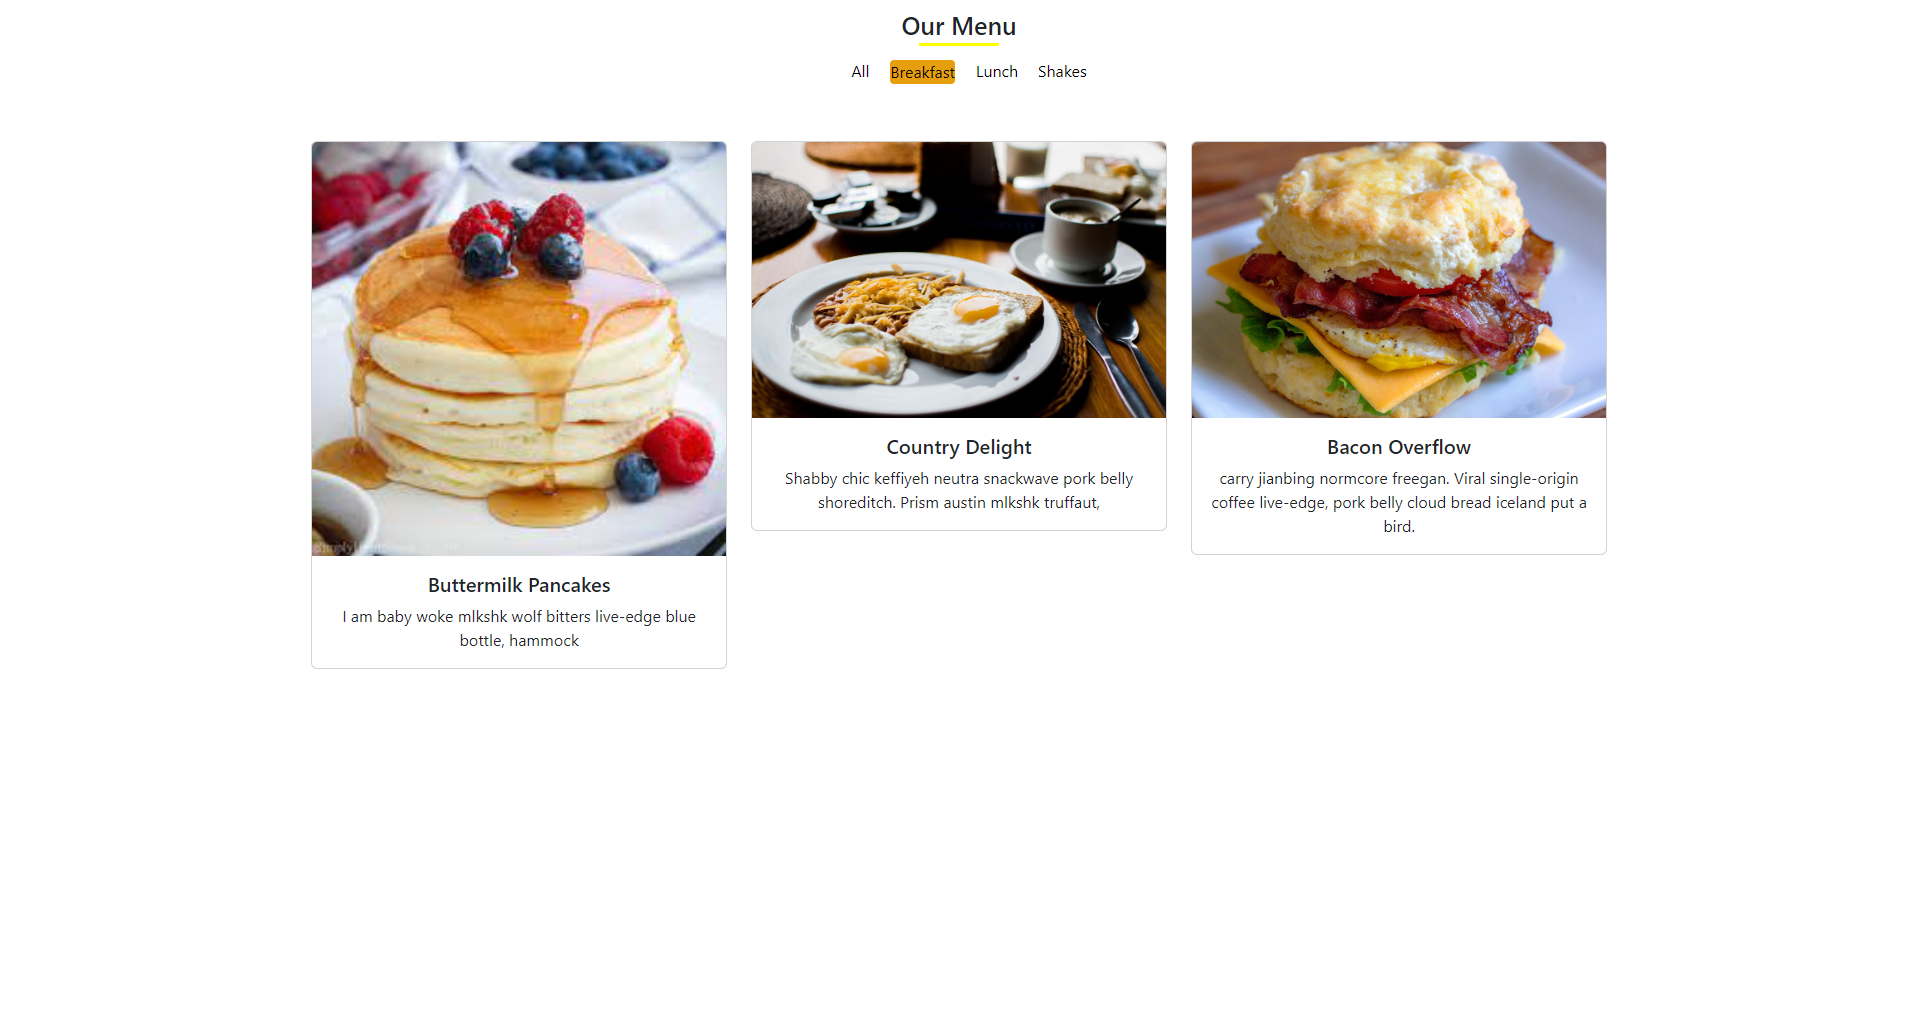 Our Menu
All Breakfast Lunch Shakes
Buttermilk Pancakes
I am baby woke mlkshk wolf bitters live-edge blue
bottle, hammock
Country Delight
Shabby chic keffiyeh neutra snackwave pork belly
shoreditch. Prism austin mlkshk truffaut,
Bacon Overflow
carry jianbing normcore freegan. Viral single-origin
coffee live-edge, pork belly cloud bread iceland put a
bird.